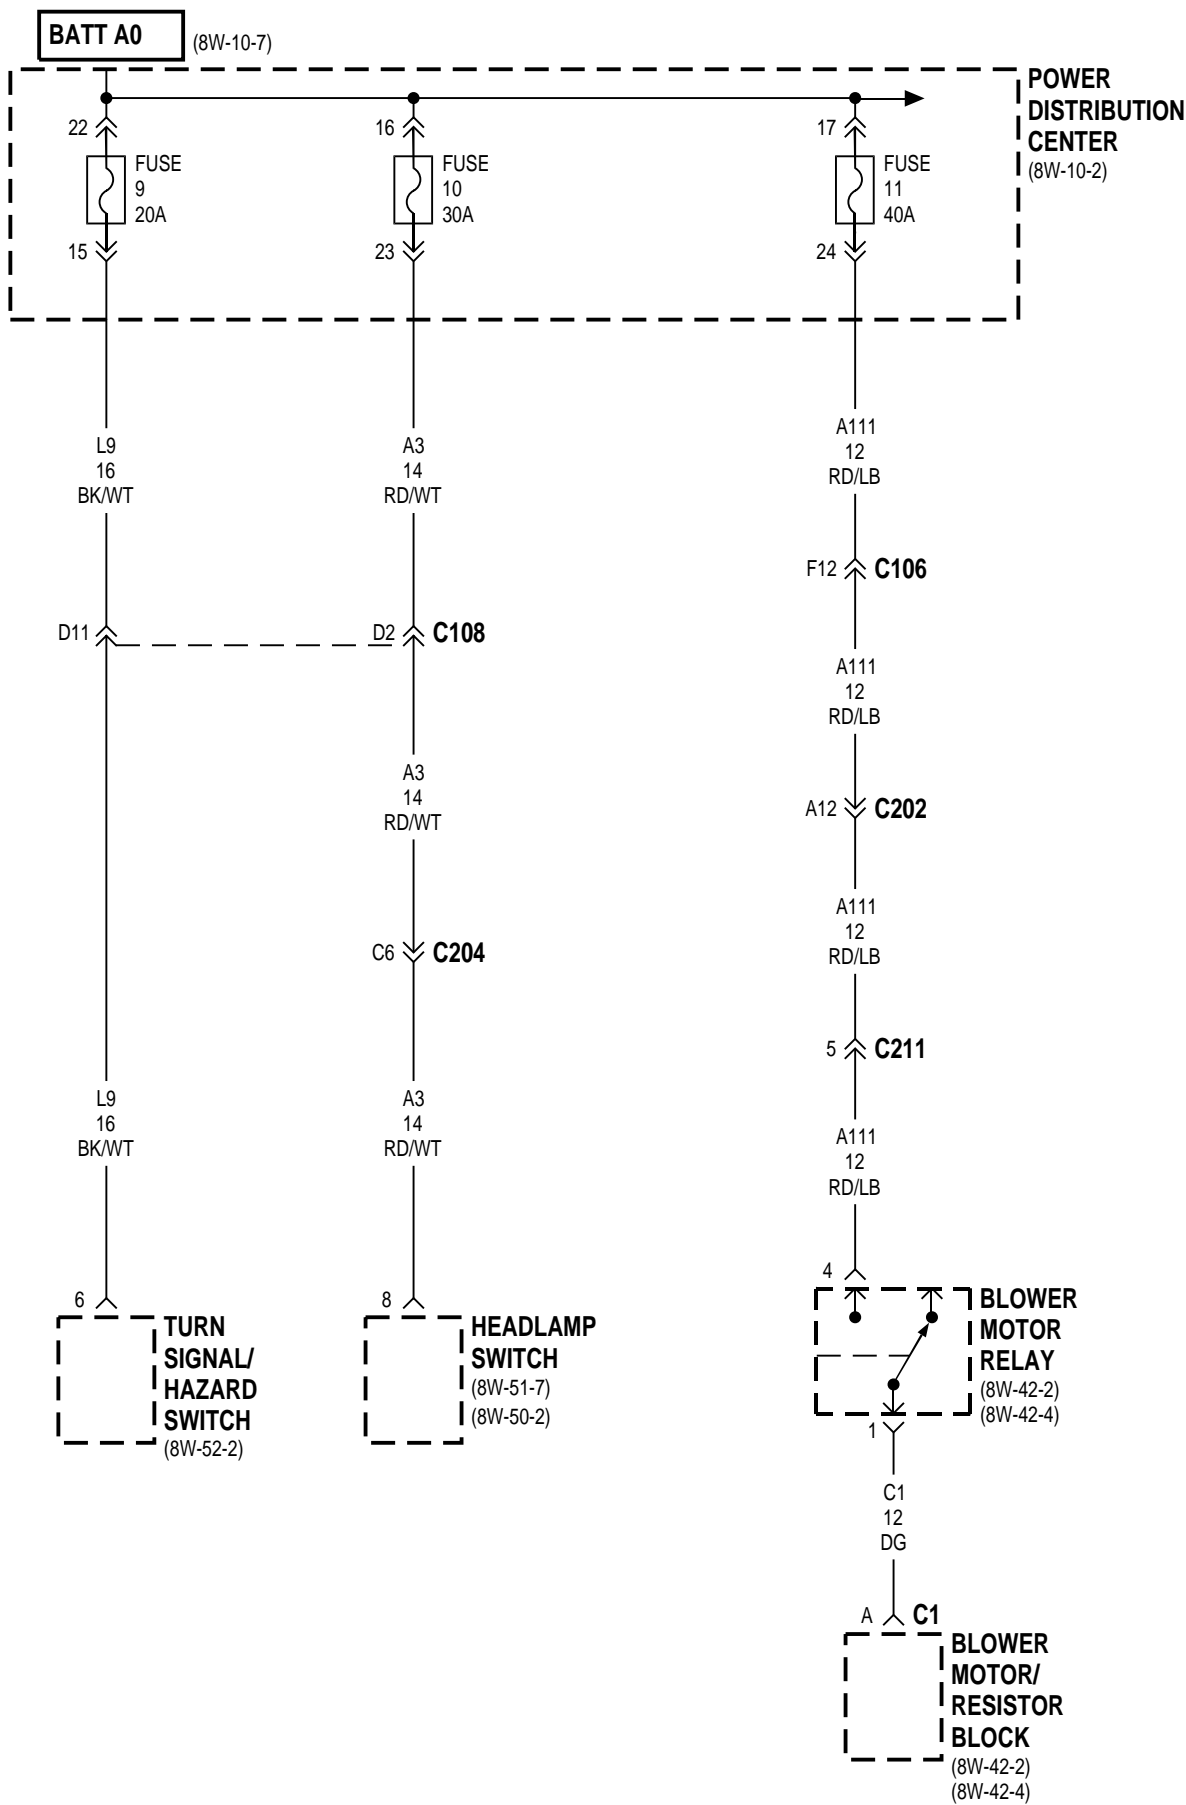 BATT A0
(8W-10-7)
POWER
DISTRIBUTION
CENTER
(8W-10-2)
22
FUSE
9
20A
15
16
FUSE
10
30A
23
17
FUSE
11
40A
24
L9
16
BK/WT
A3
14
RD/WT
A111
12
RD/LB
F12 C106
D11
D2 C108
A111
12
RD/LB
A3
14
RD/WT
A12 C202
A111
12
RD/LB
C6 C204
5 C211
L9
16
BK/WT
A3
14
RD/WT
A111
12
RD/LB
6
TURN
SIGNAL/
HAZARD
SWITCH
(8W-52-2)
8
HEADLAMP
SWITCH
(8W-51-7)
(8W-50-2)
4
BLOWER
MOTOR
RELAY
(8W-42-2)
(8W-42-4)
1
C1
12
DG
A C1
BLOWER
MOTOR/
RESISTOR
BLOCK
(8W-42-2)
(8W-42-4)